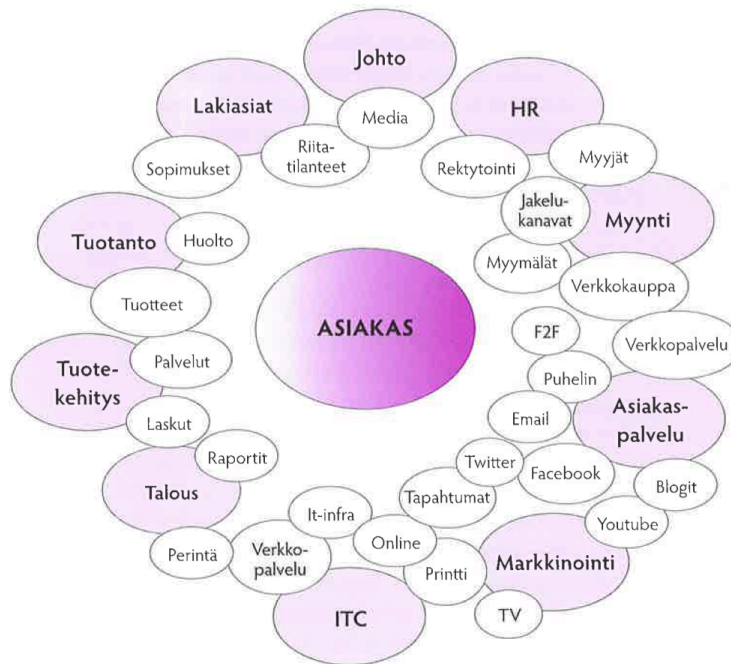 Johto
Media
HR
Rektytointi
Myyjät
Jakelu-
kanavat
Myynti
Myymälät
Verkkokauppa
Verkkopalvelu
F2F
Puhelin
Email
Asiakas-
palvelu
Twitter
Facebook
Blogit
Youtube
Tapahtumat
Markkinointi
TV
Printti
Online
ITC
It-infra
Verkko-
palvelu
Perintä
Talous
Raportit
Laskut
Tuote-
kehitys
Palvelut
Tuotteet
Tuotanto
Huolto
Sopimukset
Lakiasiat
Riita-
tilanteet
ASIAKAS